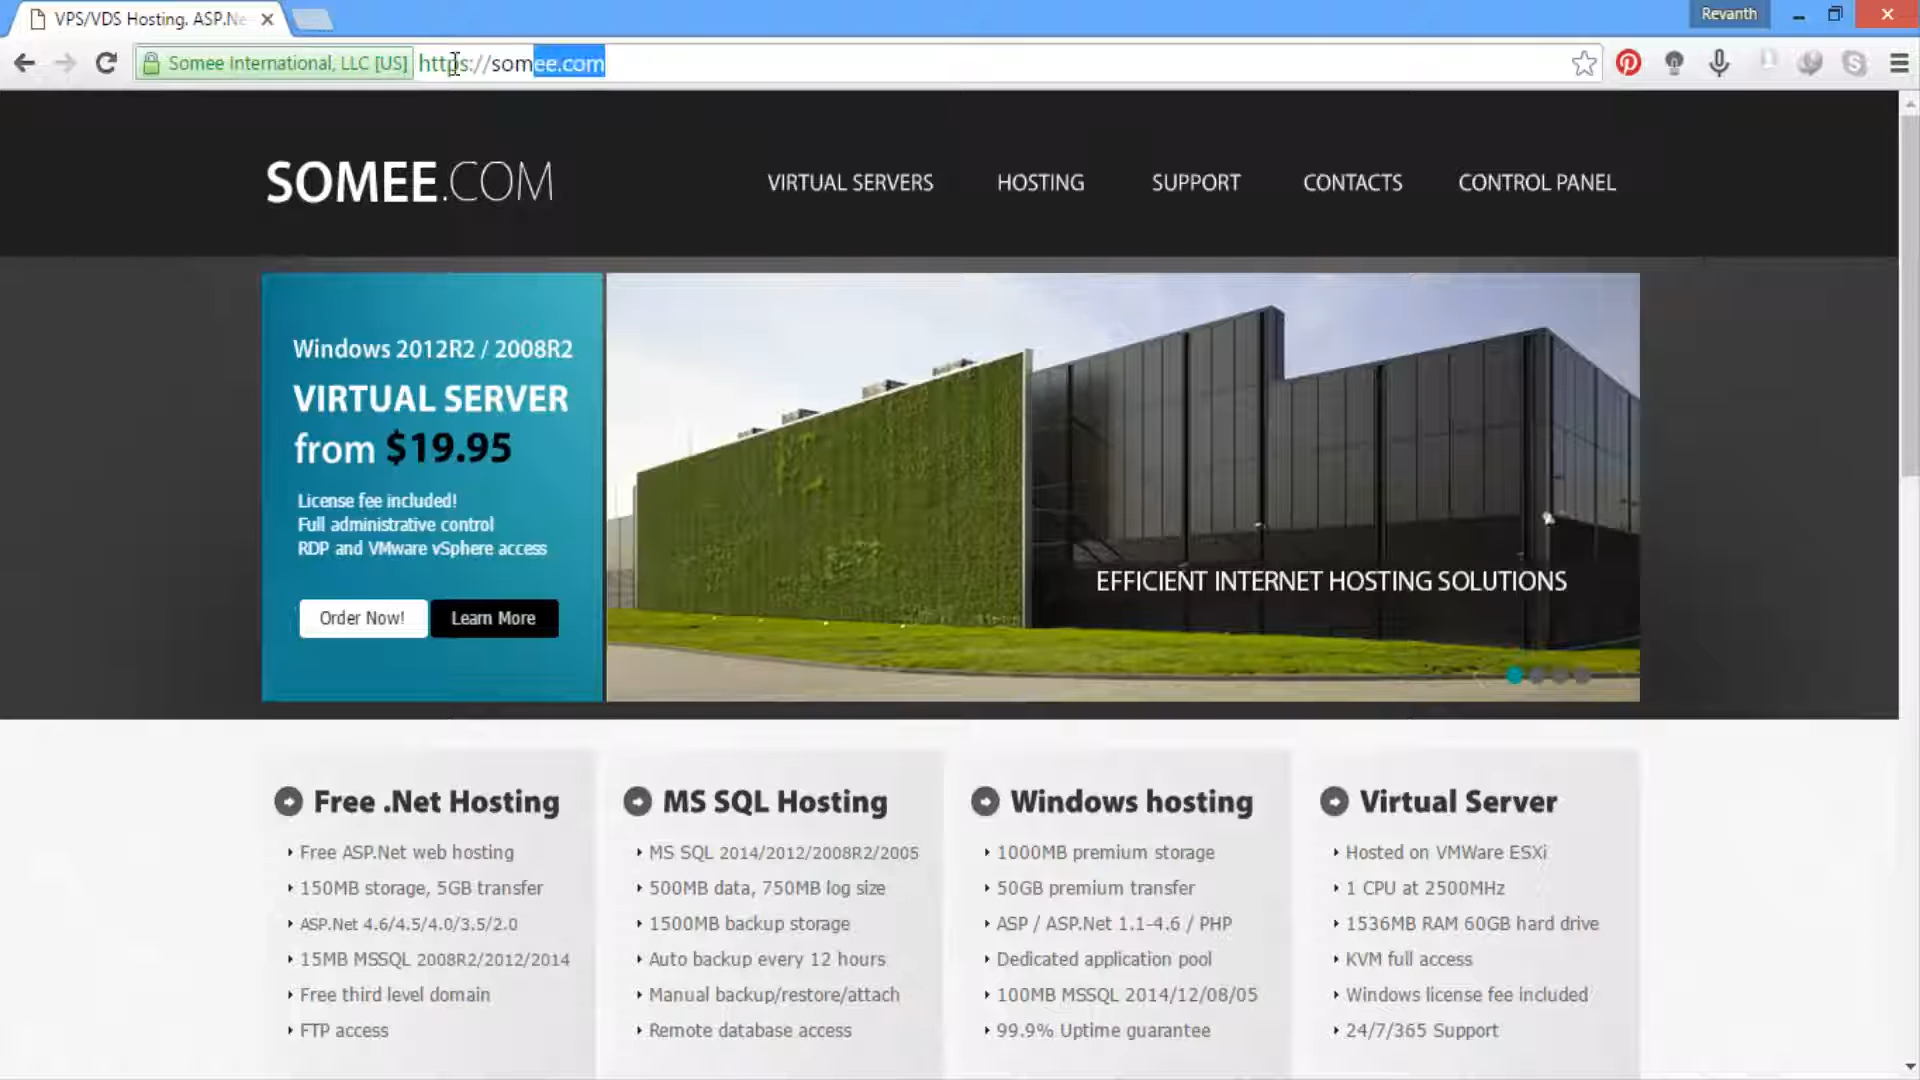 VPS/VDS Hosting. ASP.Ne
Revanth
Somee International, LLC [US] https://somee.com
SOMEE.COM
VIRTUAL SERVERS HOSTING SUPPORT CONTACTS CONTROL PANEL
Windows 2012R2 / 2008R2
VIRTUAL SERVER
from $19.95
License fee included!
Full administrative control
RDP and VMware vSphere access
Order Now! Learn More
EFFICIENT INTERNET HOSTING SOLUTIONS
Free .Net Hosting
Free ASP.Net web hosting
150MB storage, 5GB transfer
ASP.Net 4.6/4.5/4.0/3.5/2.0
15MB MSSQL 2008R2/2012/2014
Free third level domain
FTP access
MS SQL Hosting
MS SQL 2014/2012/2008R2/2005
500MB data, 750MB log size
1500MB backup storage
Auto backup every 12 hours
Manual backup/restore/attach
Remote database access
Windows hosting
1000MB premium storage
50GB premium transfer
ASP / ASP.Net 1.1-4.6 / PHP
Dedicated application pool
100MB MSSQL 2014/12/08/05
99.9% Uptime guarantee
Virtual Server
Hosted on VMWare ESXi
1 CPU at 2500MHz
1536MB RAM 60GB hard drive
KVM full access
Windows license fee included
24/7/365 Support